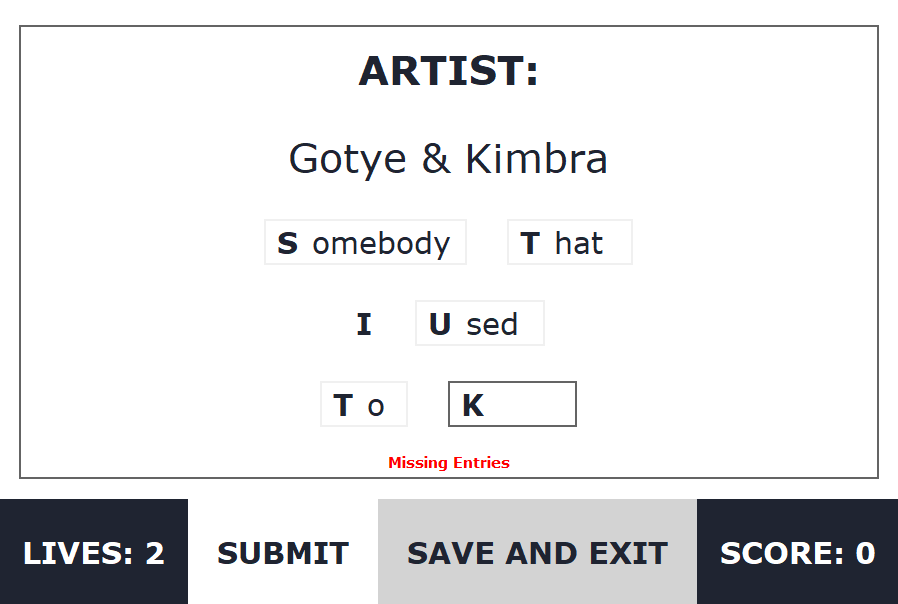 ARTIST:
Gotye & Kimbra
S omebody T hat
I U sed
T o K
Missing Entries
LIVES: 2 SUBMIT SAVE AND EXIT SCORE: 0